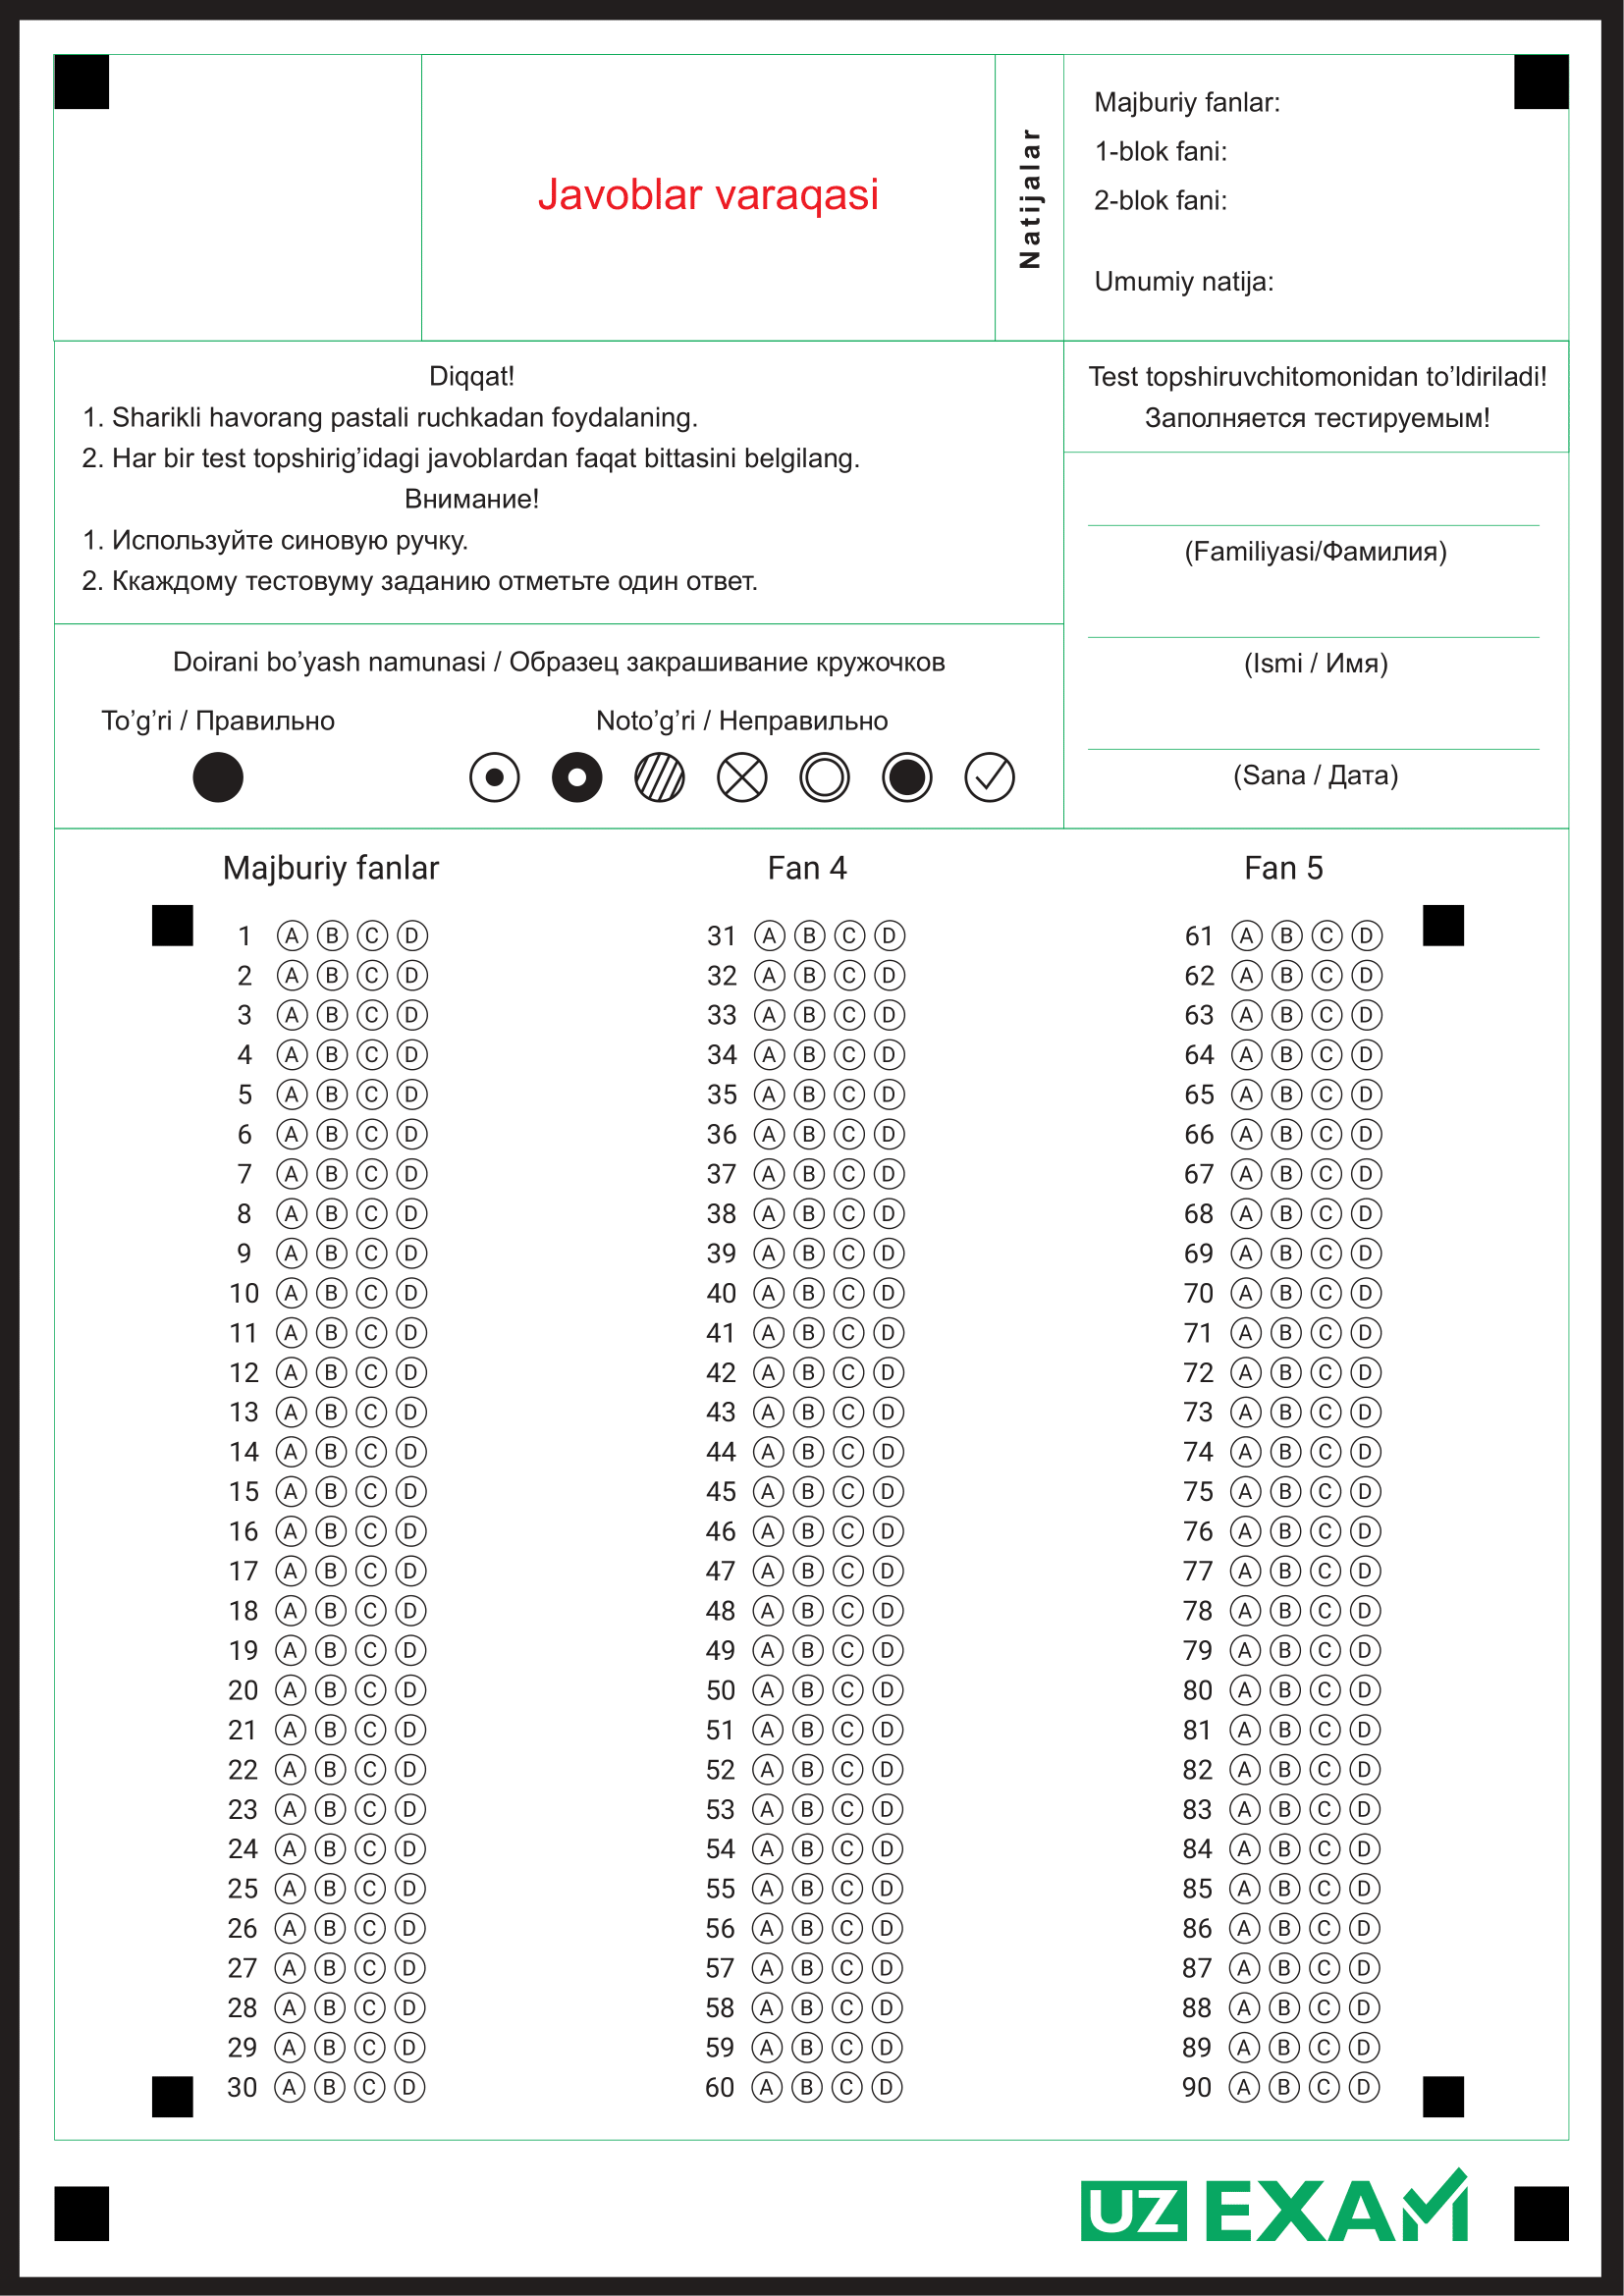 Javoblar varaqasi
Natijalar
Majburiy fanlar:
1-blok fani:
2-blok fani:
Umumiy natija:
Diqqat!
1. Sharikli havorang pastali ruchkadan foydalaning.
2. Har bir test topshirig’idagi javoblardan faqat bittasini belgilang.
Внимание!
1. Используйте синовую ручку.
2. Ккаждому тестовуму заданию отметьте один ответ.
Test topshiruvchitomonidan to’ldiriladi!
Заполняется тестируемым!
(Familiyasi/Фамилия)
(Ismi / Имя)
(Sana / Дата)
Doirani bo’yash namunasi / Образец закрашивание кружочков
To’g’ri / Правильно
Noto’g’ri / Неправильно
Majburiy fanlar
1 A B C D
2 A B C D
3 A B C D
4 A B C D
5 A B C D
6 A B C D
7 A B C D
8 A B C D
9 A B C D
10 A B C D
11 A B C D
12 A B C D
13 A B C D
14 A B C D
15 A B C D
16 A B C D
17 A B C D
18 A B C D
19 A B C D
20 A B C D
21 A B C D
22 A B C D
23 A B C D
24 A B C D
25 A B C D
26 A B C D
27 A B C D
28 A B C D
29 A B C D
30 A B C D
Fan 4
31 A B C D
32 A B C D
33 A B C D
34 A B C D
35 A B C D
36 A B C D
37 A B C D
38 A B C D
39 A B C D
40 A B C D
41 A B C D
42 A B C D
43 A B C D
44 A B C D
45 A B C D
46 A B C D
47 A B C D
48 A B C D
49 A B C D
50 A B C D
51 A B C D
52 A B C D
53 A B C D
54 A B C D
55 A B C D
56 A B C D
57 A B C D
58 A B C D
59 A B C D
60 A B C D
Fan 5
61 A B C D
62 A B C D
63 A B C D
64 A B C D
65 A B C D
66 A B C D
67 A B C D
68 A B C D
69 A B C D
70 A B C D
71 A B C D
72 A B C D
73 A B C D
74 A B C D
75 A B C D
76 A B C D
77 A B C D
78 A B C D
79 A B C D
80 A B C D
81 A B C D
82 A B C D
83 A B C D
84 A B C D
85 A B C D
86 A B C D
87 A B C D
88 A B C D
89 A B C D
90 A B C D
UZ EXAM